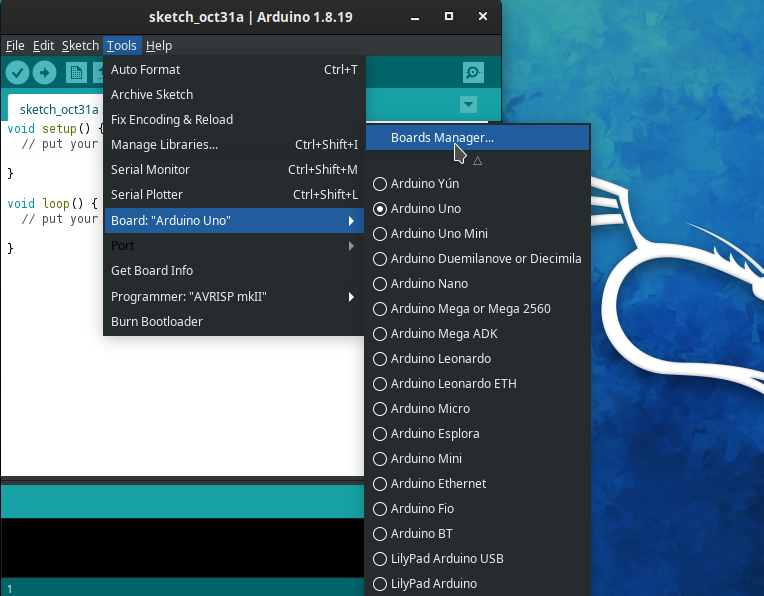 sketch_oct31a | Arduino 1.8.19
File Edit Sketch Tools Help
sketch_oct31a
void setup() {
// put your
}
void loop() {
// put your
}
1
Auto Format Ctrl+T
Archive Sketch
Fix Encoding & Reload
Manage Libraries... Ctrl+Shift+I
Serial Monitor Ctrl+Shift+M
Serial Plotter Ctrl+Shift+L
Board: "Arduino Uno"
Port
Get Board Info
Programmer: "AVRISP mkII"
Burn Bootloader
Boards Manager...
Arduino Yún
Arduino Uno
Arduino Uno Mini
Arduino Duemilanove or Diecimila
Arduino Nano
Arduino Mega or Mega 2560
Arduino Mega ADK
Arduino Leonardo
Arduino Leonardo ETH
Arduino Micro
Arduino Esplora
Arduino Mini
Arduino Ethernet
Arduino Fio
Arduino BT
LilyPad Arduino USB
LilyPad Arduino